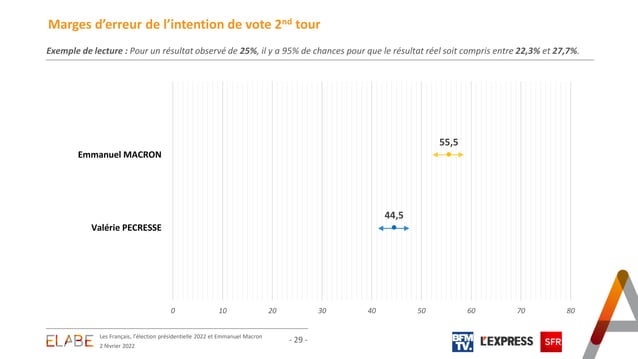 Marges d’erreur de l’intention de vote 2nd tour
Exemple de lecture : Pour un résultat observé de 25%, il y a 95% de chances pour que le résultat réel soit compris entre 22,3% et 27,7%.
55,5
Emmanuel MACRON
44,5
Valérie PECRESSE
0 10 20 30 40 50 60 70 80
ELABE
Les Français, l’élection présidentielle 2022 et Emmanuel Macron
2 février 2022
- 29 -
BFM
TV.
L'EXPRESS
SFR